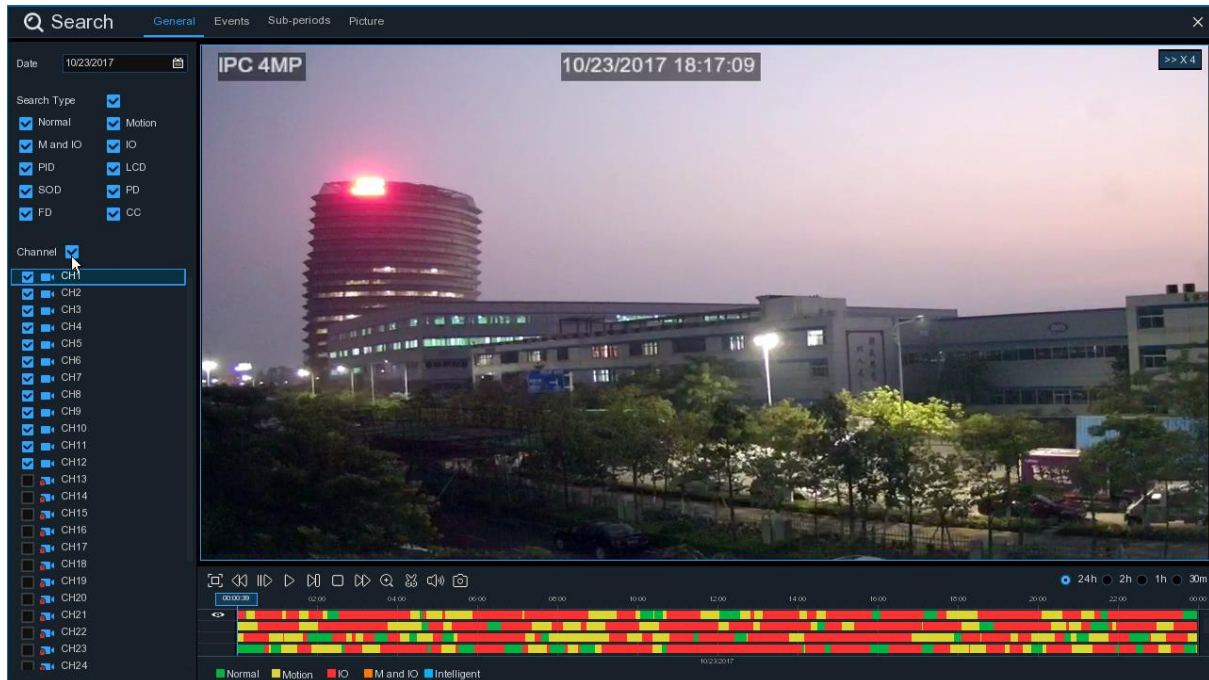 Search General Events Sub-periods Picture
Date 10/23/2017
Search Type
Normal Motion
M and IO IO
PID LCD
SOD PD
FD CC
Channel
CH1
CH2
CH3
CH4
CH5
CH6
CH7
CH8
CH9
CH10
CH11
CH12
CH13
CH14
CH15
CH16
CH17
CH18
CH19
CH20
CH21
CH22
CH23
CH24
IPC 4MP 10/23/2017 18:17:09 >> X 4
24h 2h 1h 30m
00:00:39 02:00 04:00 06:00 08:00 10:00 12:00 14:00 16:00 18:00 20:00 22:00 00:00
10/23/2017
Normal Motion IO M and IO Intelligent